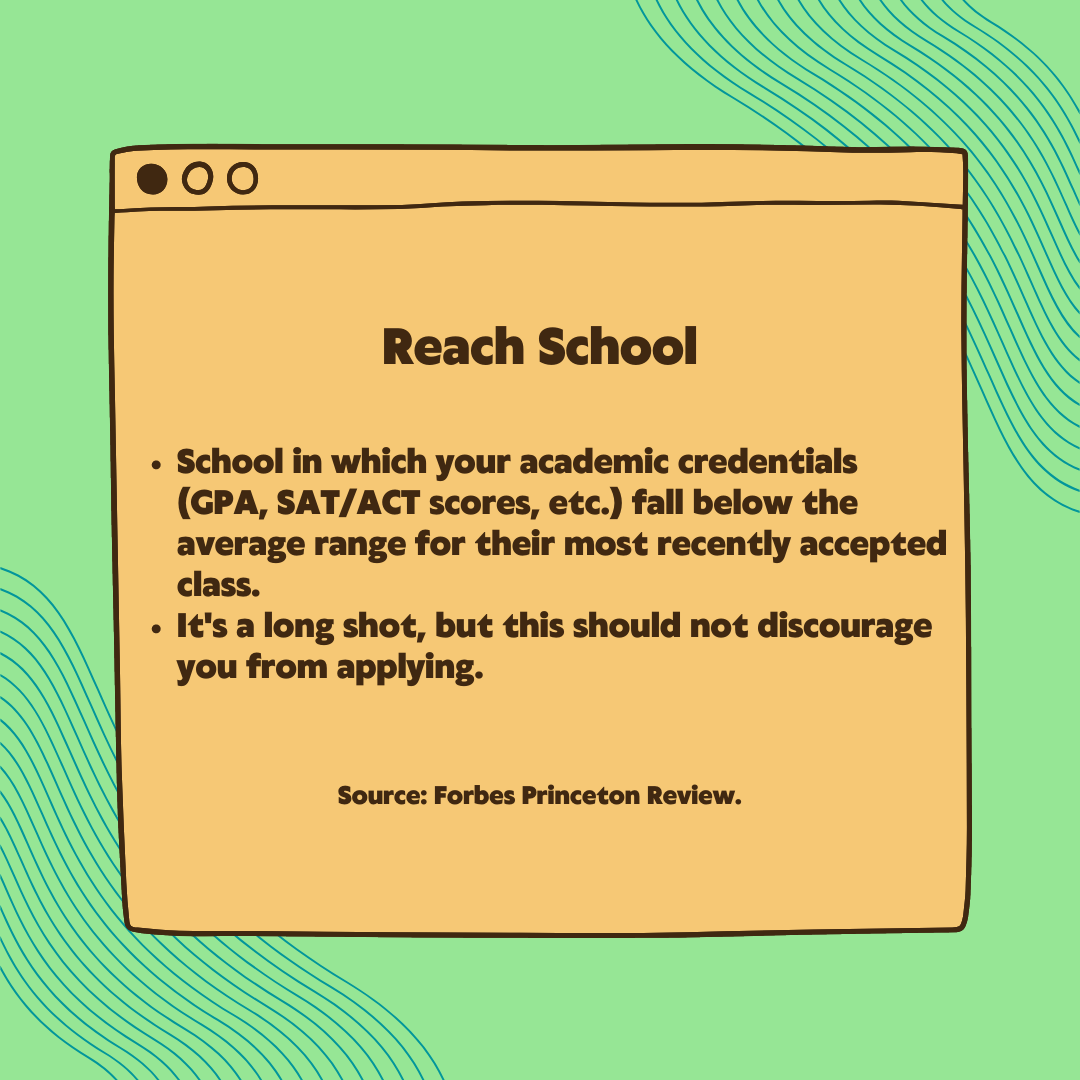 Reach School
• School in which your academic credentials
(GPA, SAT/ACT scores, etc.) fall below the
average range for their most recently accepted
class.
• It's a long shot, but this should not discourage
you from applying.
Source: Forbes Princeton Review.